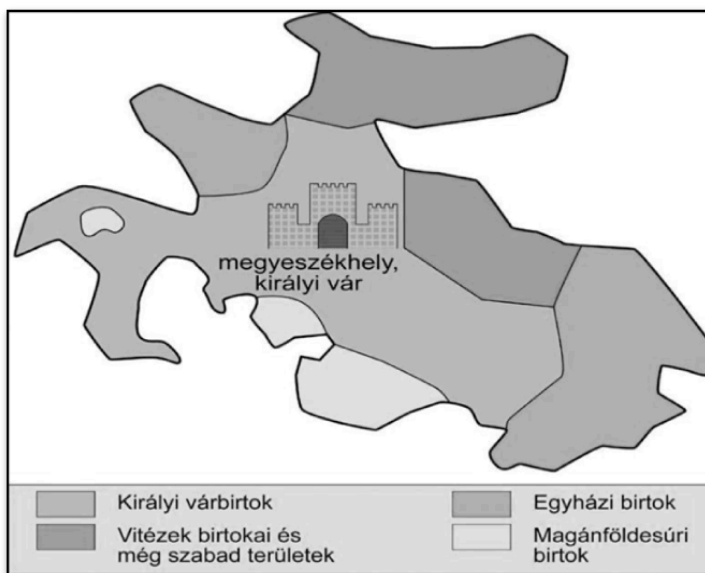 megyeszékhely,
királyi vár
Királyi várbirtok
Vitézek birtokai és
még szabad területek
Egyházi birtok
Magánföldesúri
birtok